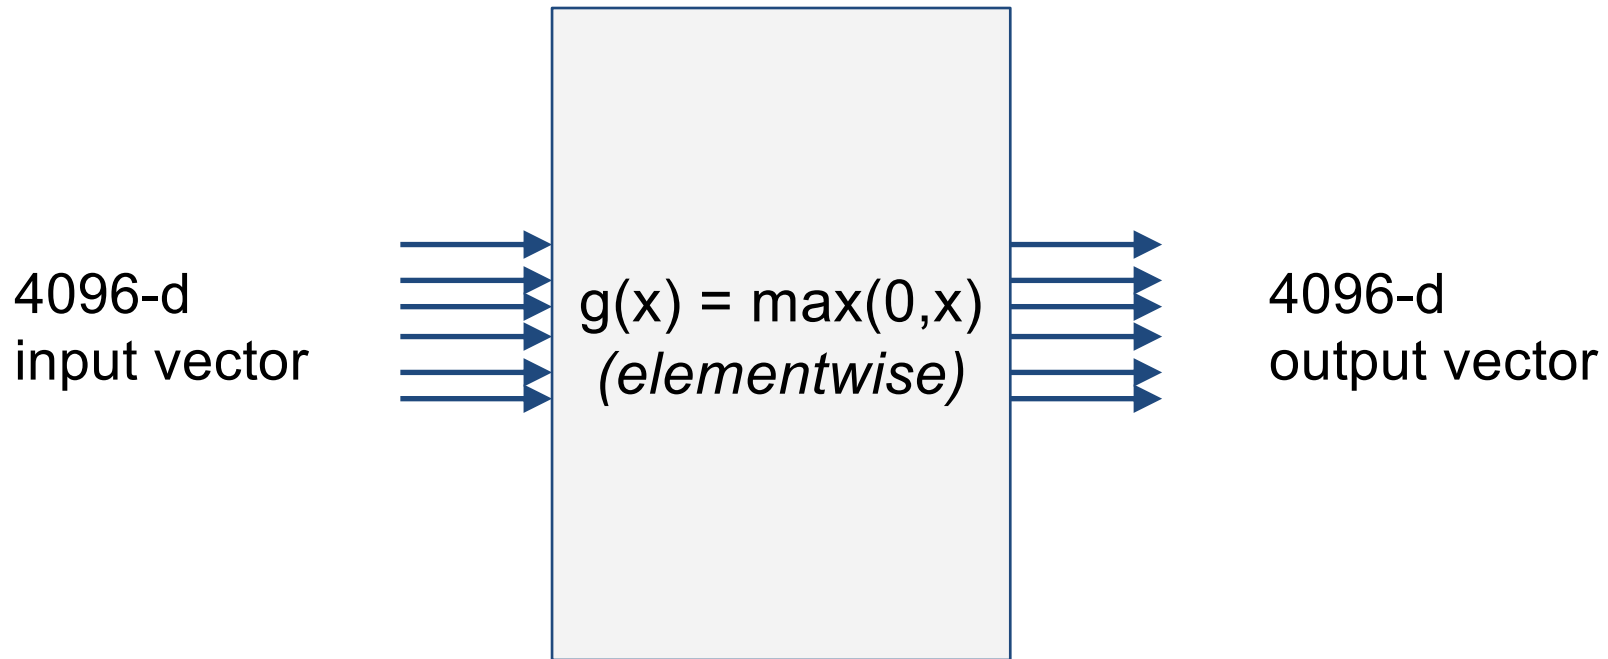 4096-d
input vector
g(x) = max(0,x)
(elementwise)
4096-d
output vector